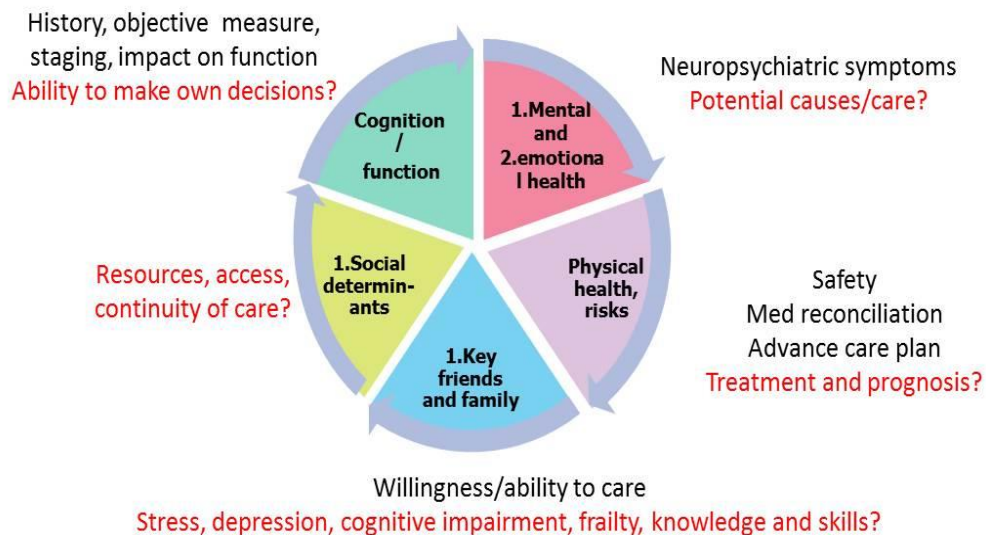 History, objective measure,
staging, impact on function
Ability to make own decisions?
Cognition
/
function
1.Mental
and
2.emotiona
l health
Neuropsychiatric symptoms
Potential causes/care?
Physical
health,
risks
Safety
Med reconciliation
Advance care plan
Treatment and prognosis?
1.Key
friends
and family
Willingness/ability to care
Stress, depression, cognitive impairment, frailty, knowledge and skills?
1.Social
determin-
ants
Resources, access,
continuity of care?